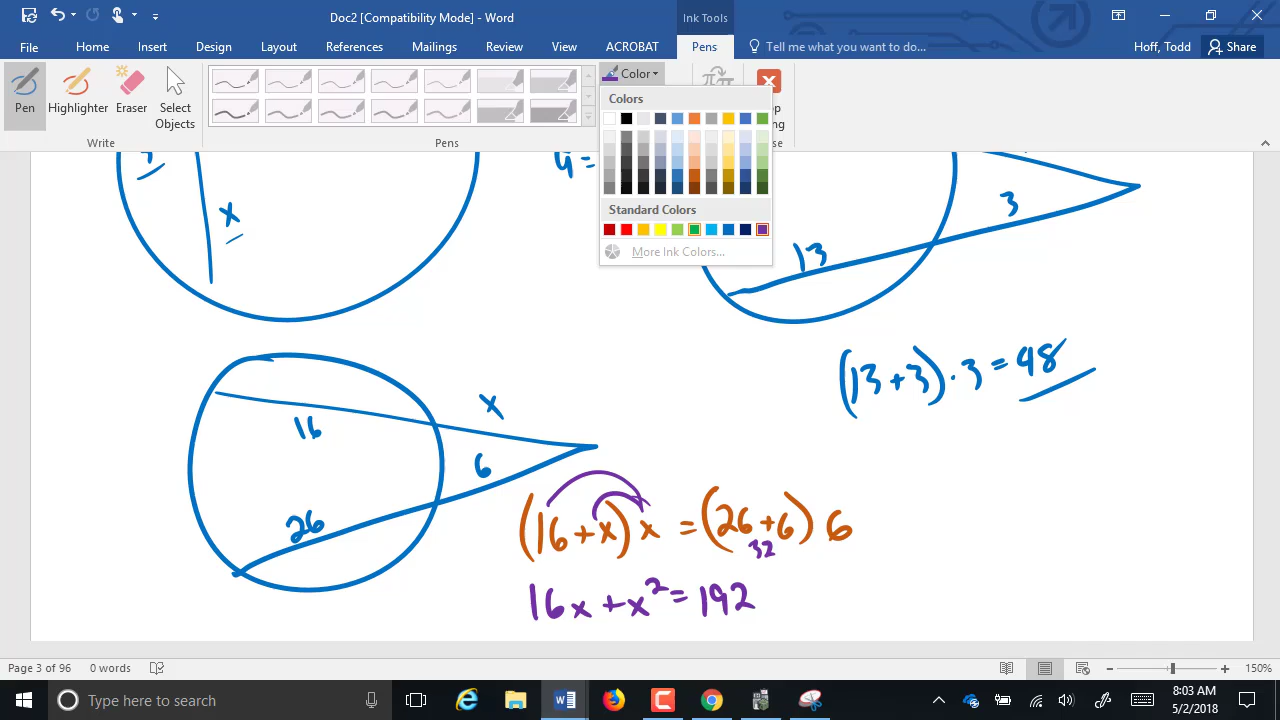 Doc2 [Compatibility Mode] - Word
Ink Tools
File Home Insert Design Layout References Mailings Review View ACROBAT Pens Tell me what you want to do... Hoff, Todd Share
Pen Highlighter Eraser Select Objects
Color
Write
Pens
Colors
Standard Colors
More Ink Colors...
x
3
13
(13+3)·3=48
x
16
6
26
(16+x)x=(26+6)6
32
16x+x²=192
Page 3 of 96 0 words
150%
Type here to search
8:03 AM
5/2/2018